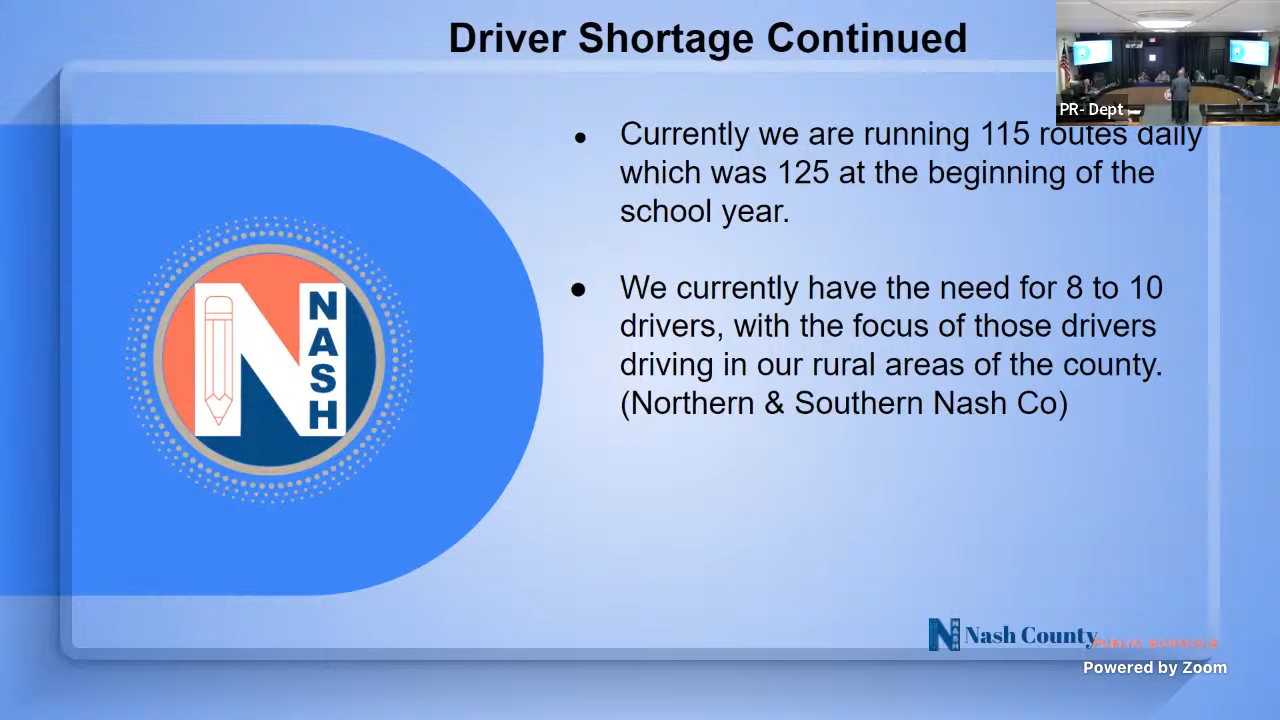 Driver Shortage Continued
PR- Dept
Currently we are running 115 routes daily
which was 125 at the beginning of the
school year.
We currently have the need for 8 to 10
drivers, with the focus of those drivers
driving in our rural areas of the county.
(Northern & Southern Nash Co)
N
NASH
N NASH Nash County PUBLIC SCHOOLS
Powered by Zoom